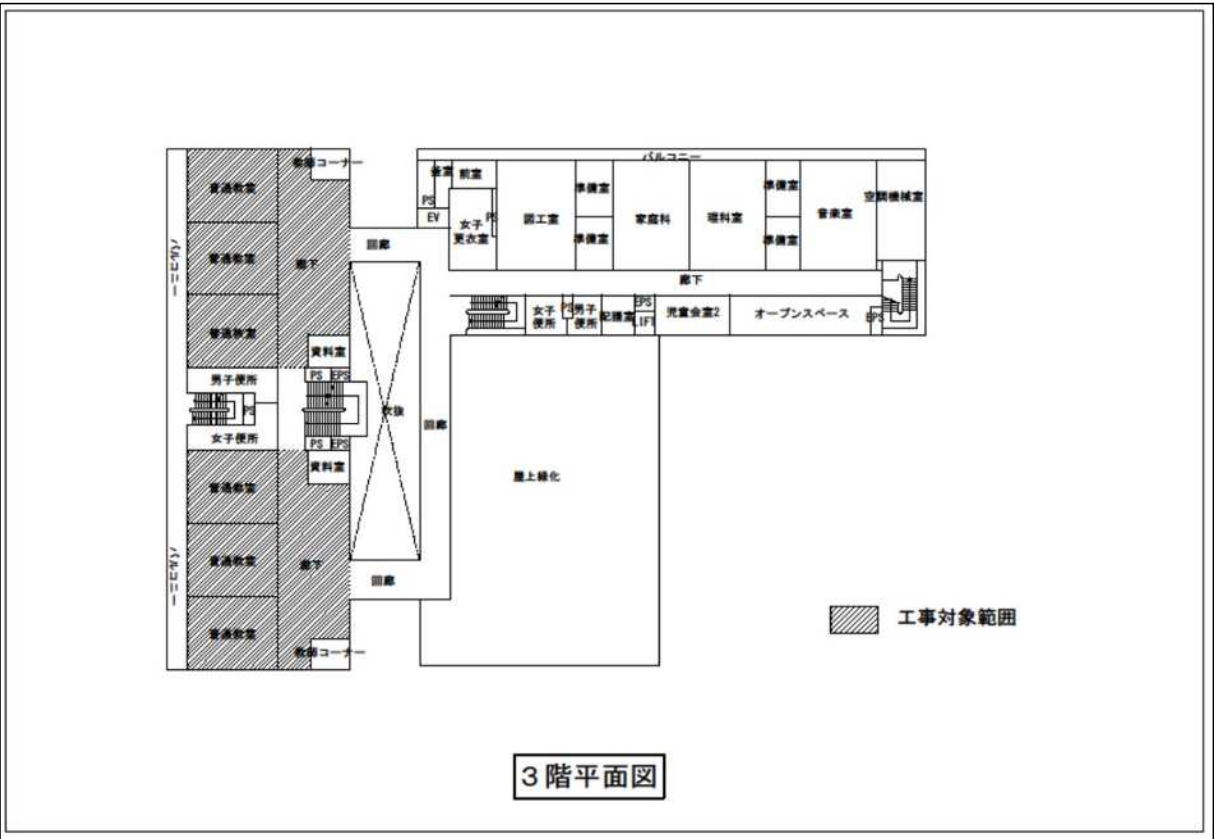 バルコニー
教師コーナー
普通教室
普通教室
普通教室
廊下
バルコニー
回廊
釜室
前室
PS
EV
女子
更衣室
PS
図工室
準備室
準備室
家庭科
理科室
準備室
準備室
音楽室
空調機械室
廊下
女子
便所
PS
男子
便所
配膳室
EPS
LIFT
児童会室2
オープンスペース
EPS
資料室
PS
EPS
男子便所
PS
女子便所
吹抜
回廊
PS
EPS
資料室
普通教室
普通教室
普通教室
廊下
バルコニー
回廊
教師コーナー
屋上緑化
工事対象範囲
3階平面図